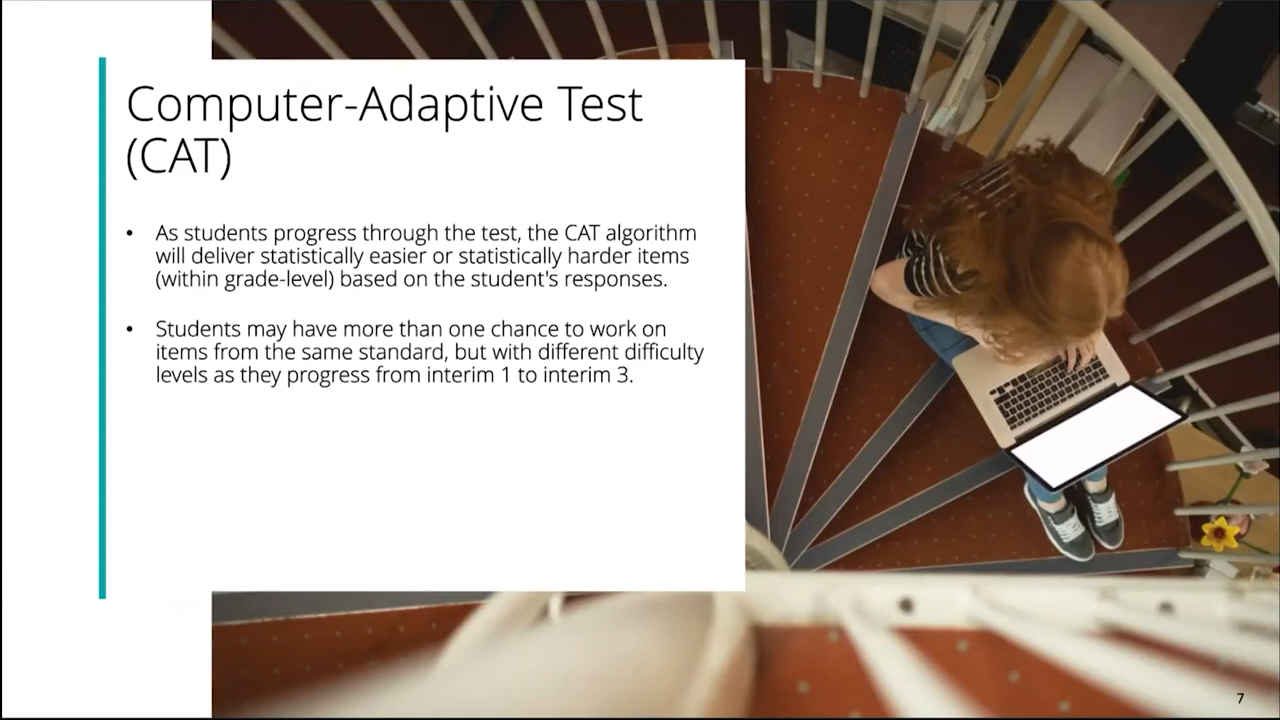 Computer-Adaptive Test
(CAT)
• As students progress through the test, the CAT algorithm
will deliver statistically easier or statistically harder items
(within grade-level) based on the student's responses.
• Students may have more than one chance to work on
items from the same standard, but with different difficulty
levels as they progress from interim 1 to interim 3.
7